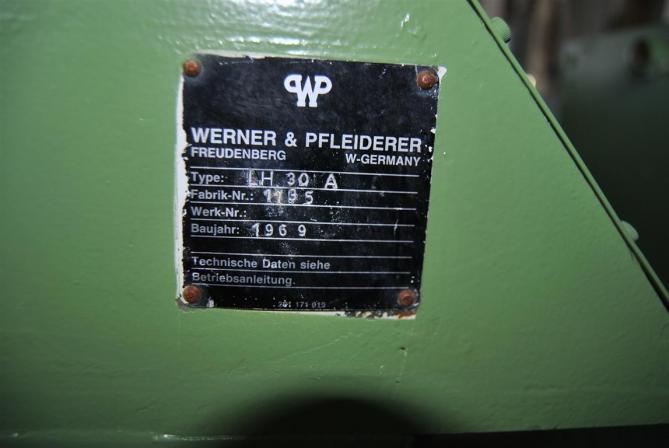 WP
WERNER & PFLEIDERER
FREUDENBERG W-GERMANY
Type: LH 30 A
Fabrik-Nr.: 1195
Werk-Nr.:
Baujahr: 1969
Technische Daten siehe
Betriebsanleitung.